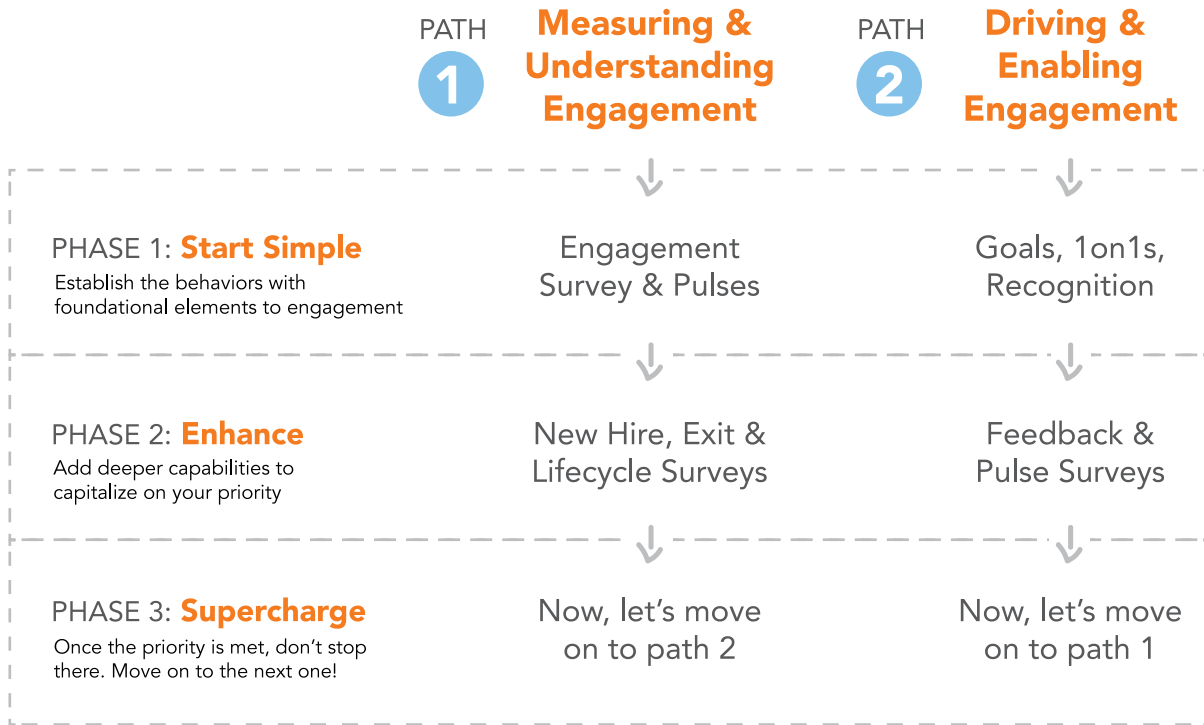 PATH
1
Measuring &
Understanding
Engagement
PATH
2
Driving &
Enabling
Engagement
PHASE 1: Start Simple
Establish the behaviors with
foundational elements to engagement
Engagement
Survey & Pulses
Goals, 1on1s,
Recognition
PHASE 2: Enhance
Add deeper capabilities to
capitalize on your priority
New Hire, Exit &
Lifecycle Surveys
Feedback &
Pulse Surveys
PHASE 3: Supercharge
Once the priority is met, don't stop
there. Move on to the next one!
Now, let's move
on to path 2
Now, let's move
on to path 1